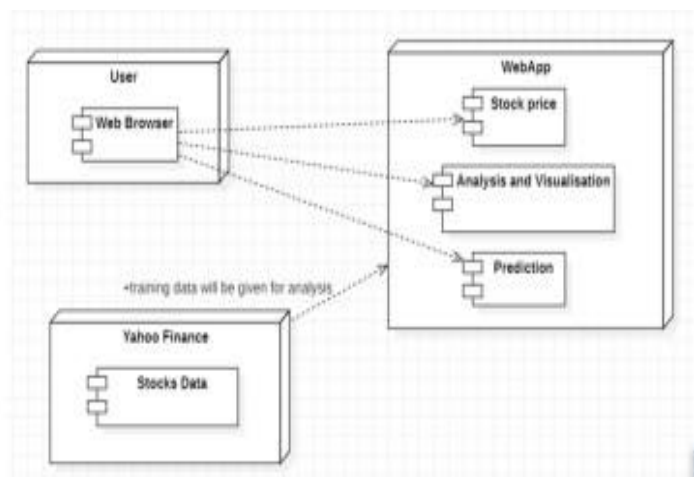 User
Web Browser
WebApp
Stock price
Analysis and Visualisation
Prediction
+training data will be given for analysis
Yahoo Finance
Stocks Data